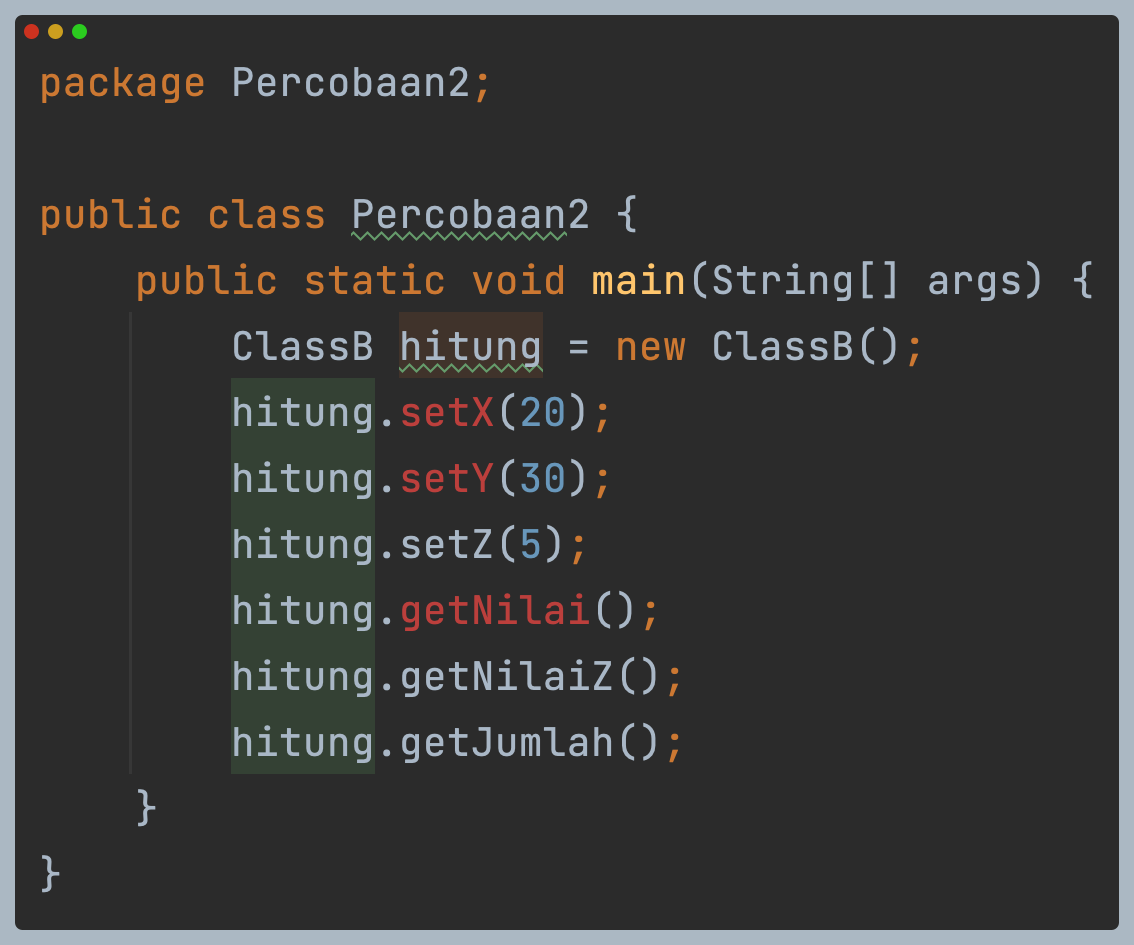 package Percobaan2;
public class Percobaan2 {
    public static void main(String[] args) {
        ClassB hitung = new ClassB();
        hitung.setX(20);
        hitung.setY(30);
        hitung.setZ(5);
        hitung.getNilai();
        hitung.getNilaiZ();
        hitung.getJumlah();
    }
}